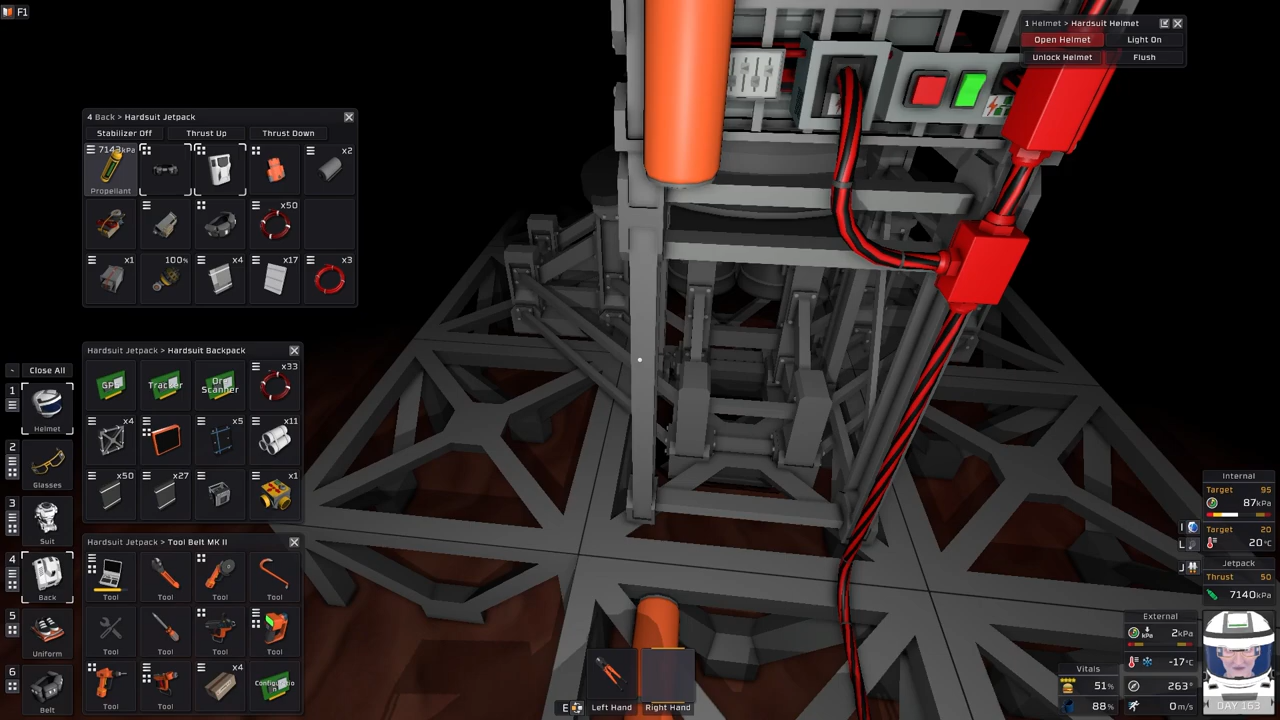 F1
1 Helmet > Hardsuit Helmet
Open Helmet Light On
Unlock Helmet Flush
4 Back > Hardsuit Jetpack
Stabilizer Off Thrust Up Thrust Down
7143kPa x2
Propellant
x50
x1 100% x4 x17 x3
Hardsuit Jetpack > Hardsuit Backpack
GPS Tracker Ore Scanner x33
x4 x5 x11
x50 x27 x1
Hardsuit Jetpack > Tool Belt MK II
Tool Tool Tool Tool
Tool Tool Tool Tool
x4
Tool Tool Configuration
~ Close All
1
Helmet
2
Glasses
3
Suit
4
Back
5
Uniform
6
Belt
E Left Hand Right Hand
Internal
Target 95
87kPa
Target 20
20°C
Jetpack
Thrust 50
7140kPa
I
L
J
External
kPa 2kPa
-17°C
263°
0m/s
Vitals
51%
88%
DAY 163